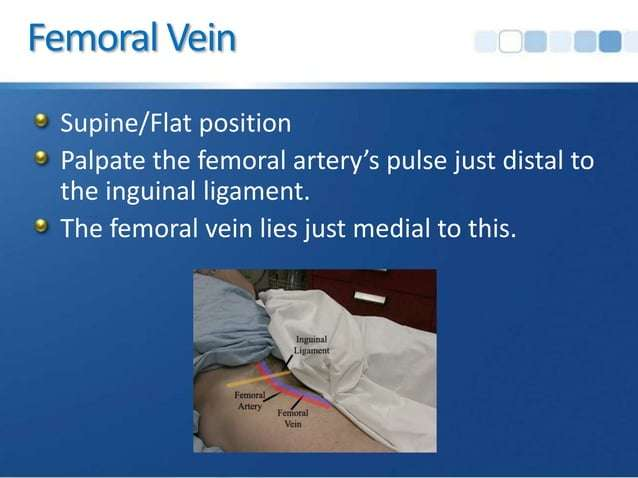 Femoral Vein
Supine/Flat position
Palpate the femoral artery’s pulse just distal to
the inguinal ligament.
The femoral vein lies just medial to this.
Inguinal
Ligament
Femoral
Artery
Femoral
Vein